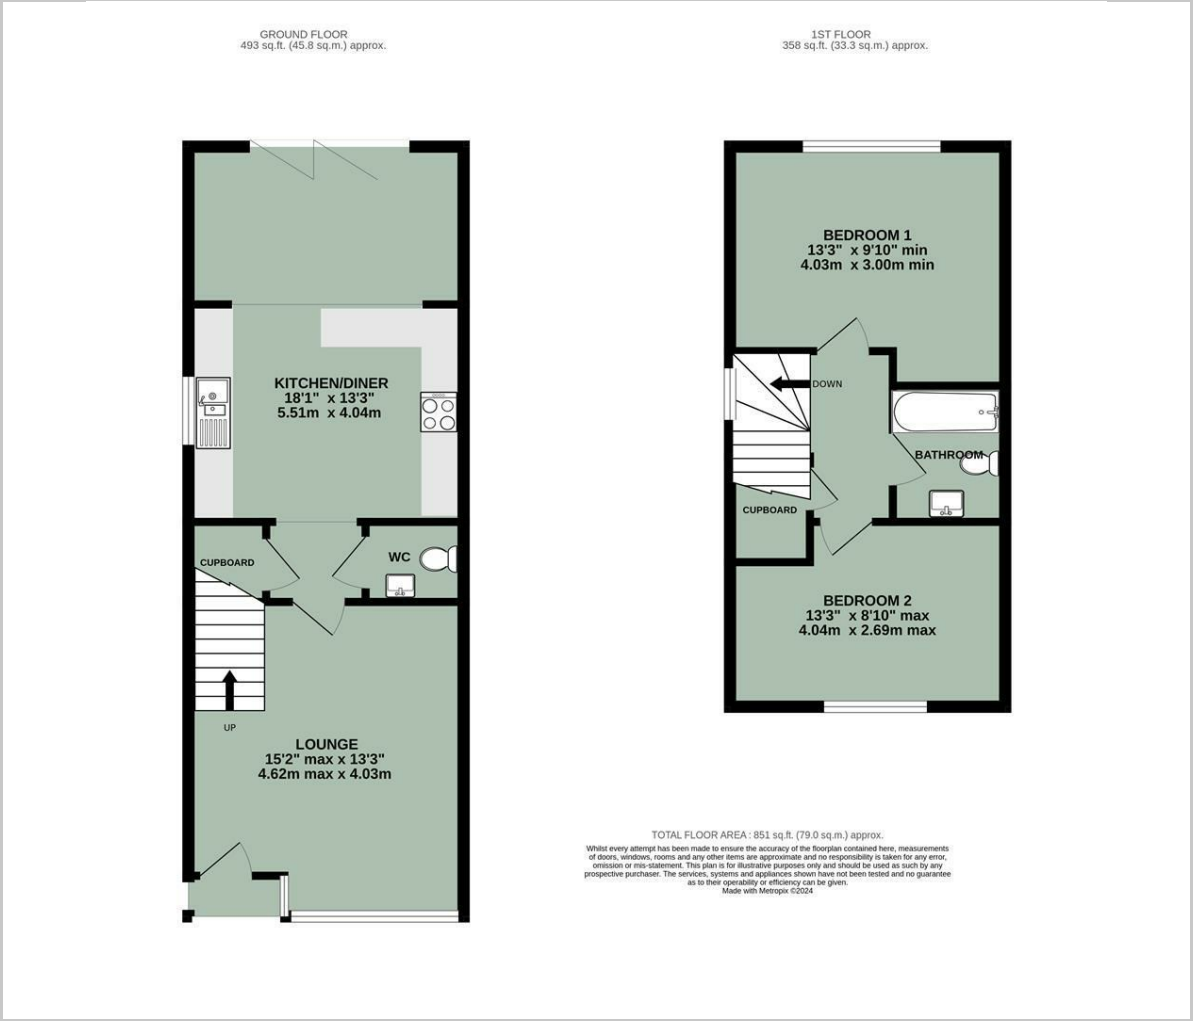 GROUND FLOOR
493 sq.ft. (45.8 sq.m.) approx.
1ST FLOOR
358 sq.ft. (33.3 sq.m.) approx.
KITCHEN/DINER
18'1" x 13'3"
5.51m x 4.04m
CUPBOARD
WC
UP
LOUNGE
15'2" max x 13'3"
4.62m max x 4.03m
BEDROOM 1
13'3" x 9'10" min
4.03m x 3.00m min
DOWN
BATHROOM
CUPBOARD
BEDROOM 2
13'3" x 8'10" max
4.04m x 2.69m max
TOTAL FLOOR AREA : 851 sq.ft. (79.0 sq.m.) approx.
Whilst every attempt has been made to ensure the accuracy of the floorplan contained here, measurements
of doors, windows, rooms and any other items are approximate and no responsibility is taken for any error,
omission or mis-statement. This plan is for illustrative purposes only and should be used as such by any
prospective purchaser. The services, systems and appliances shown have not been tested and no guarantee
as to their operability or efficiency can be given.
Made with Metropix ©2024